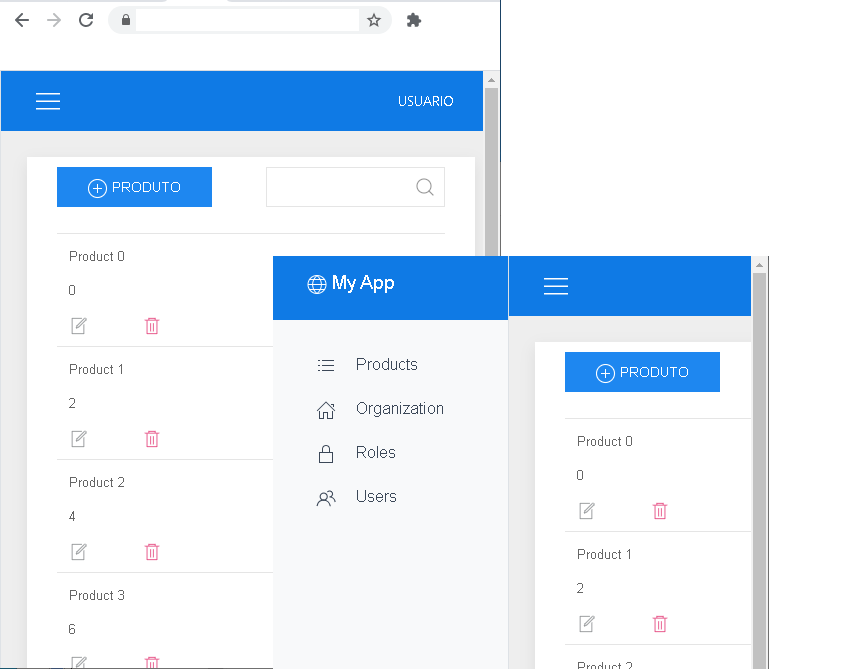 USUARIO
PRODUTO
Product 0
0
Product 1
2
Product 2
4
Product 3
6
My App
Products
Organization
Roles
Users
PRODUTO
Product 0
0
Product 1
2
Product 2